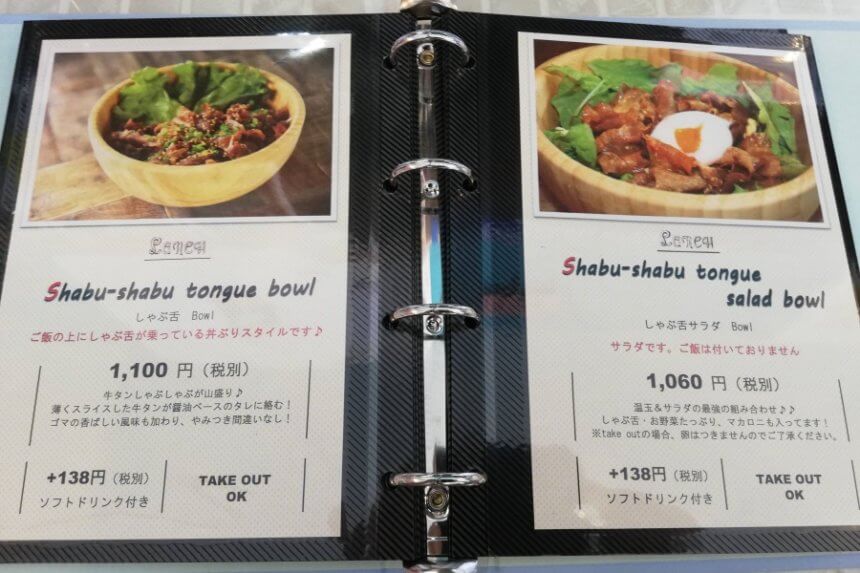 LUNCH
Shabu-shabu tongue bowl
しゃぶ舌 Bowl
ご飯の上にしゃぶ舌が乗っている丼ぶりスタイルです♪
1,100 円（税別）
牛タンしゃぶしゃぶが山盛り♪
薄くスライスした牛タンが醤油ベースのタレに絡む！
ゴマの香ばしい風味も加わり、やみつき間違いなし！
+138円（税別）
ソフトドリンク付き
TAKE OUT
OK
LUNCH
Shabu-shabu tongue
salad bowl
しゃぶ舌サラダ Bowl
サラダです。ご飯は付いておりません
1,060 円（税別）
温玉＆サラダの最強の組み合わせ♪♪
しゃぶ舌・お野菜たっぷり、マカロニも入ってます！
※take outの場合、卵はつきませんのでご了承ください。
+138円（税別）
ソフトドリンク付き
TAKE OUT
OK